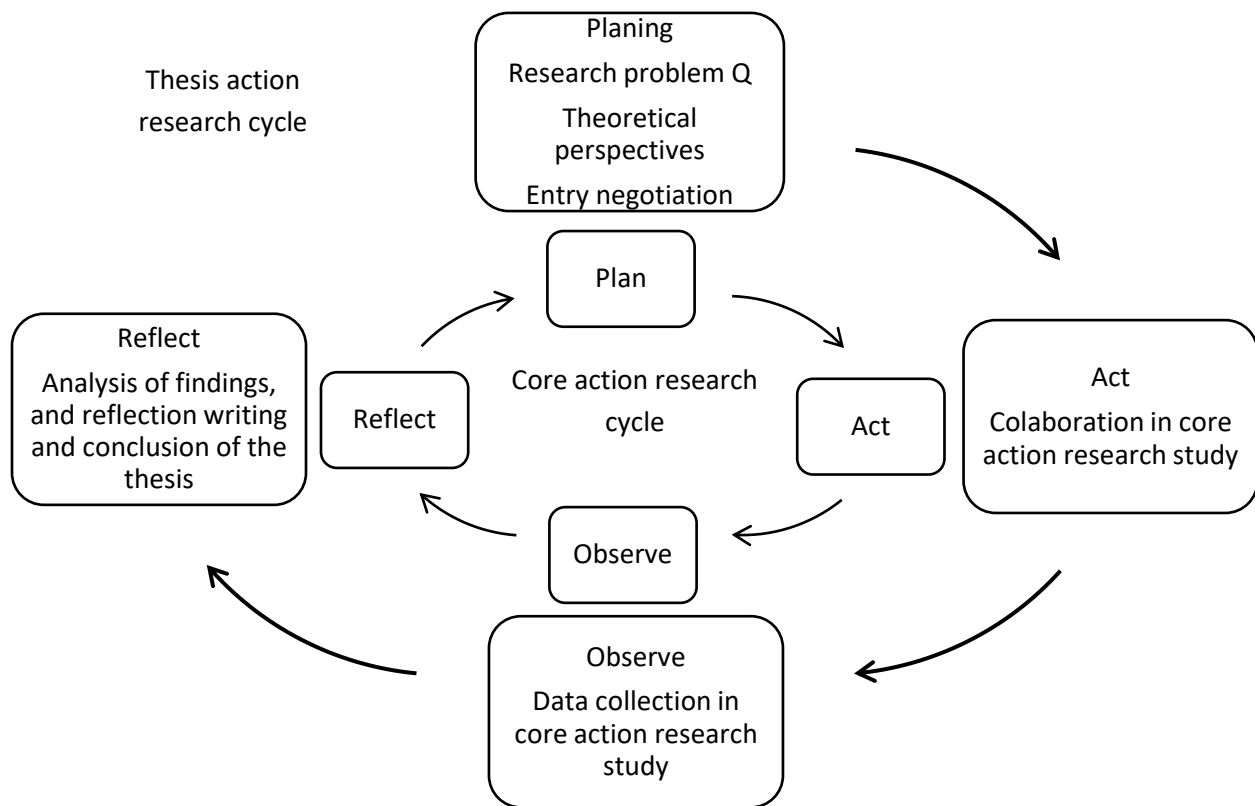 Planing
Research problem Q
Theoretical
perspectives
Entry negotiation
Thesis action
research cycle
Plan
Reflect
Analysis of findings,
and reflection writing
and conclusion of the
thesis
Reflect
Core action research
cycle
Act
Act
Colaboration in core
action research study
Observe
Observe
Data collection in
core action research
study